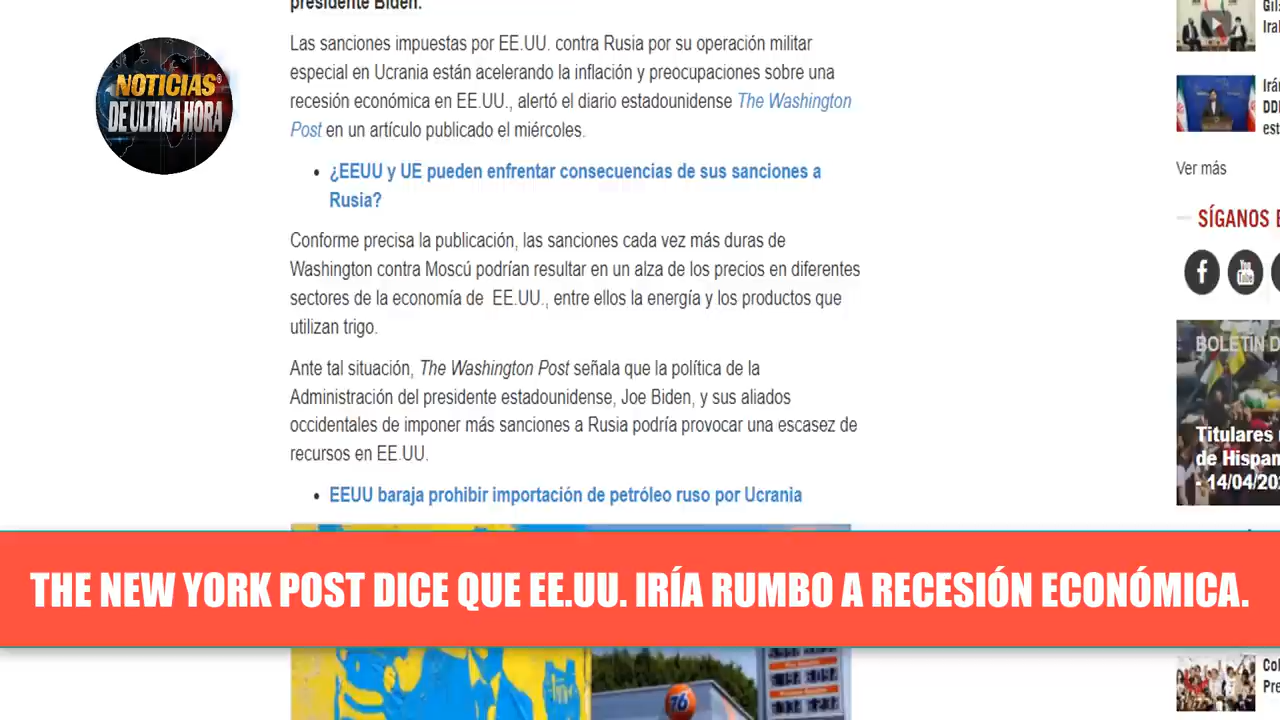 presidente Biden.
Las sanciones impuestas por EE.UU. contra Rusia por su operación militar
especial en Ucrania están acelerando la inflación y preocupaciones sobre una
recesión económica en EE.UU., alertó el diario estadounidense The Washington
Post en un artículo publicado el miércoles.
• ¿EEUU y UE pueden enfrentar consecuencias de sus sanciones a
Rusia?
Conforme precisa la publicación, las sanciones cada vez más duras de
Washington contra Moscú podrían resultar en un alza de los precios en diferentes
sectores de la economía de EE.UU., entre ellos la energía y los productos que
utilizan trigo.
Ante tal situación, The Washington Post señala que la política de la
Administración del presidente estadounidense, Joe Biden, y sus aliados
occidentales de imponer más sanciones a Rusia podría provocar una escasez de
recursos en EE.UU.
• EEUU baraja prohibir importación de petróleo ruso por Ucrania
NOTICIAS®
DE ULTIMA HORA
THE NEW YORK POST DICE QUE EE.UU. IRÍA RUMBO A RECESIÓN ECONÓMICA.
76
Irá
DD
est
Ver más
SÍGANOS E
f
You
Tube
BOLETÍN D
Titulares
de Hispan
- 14/04/20
Co
Pre